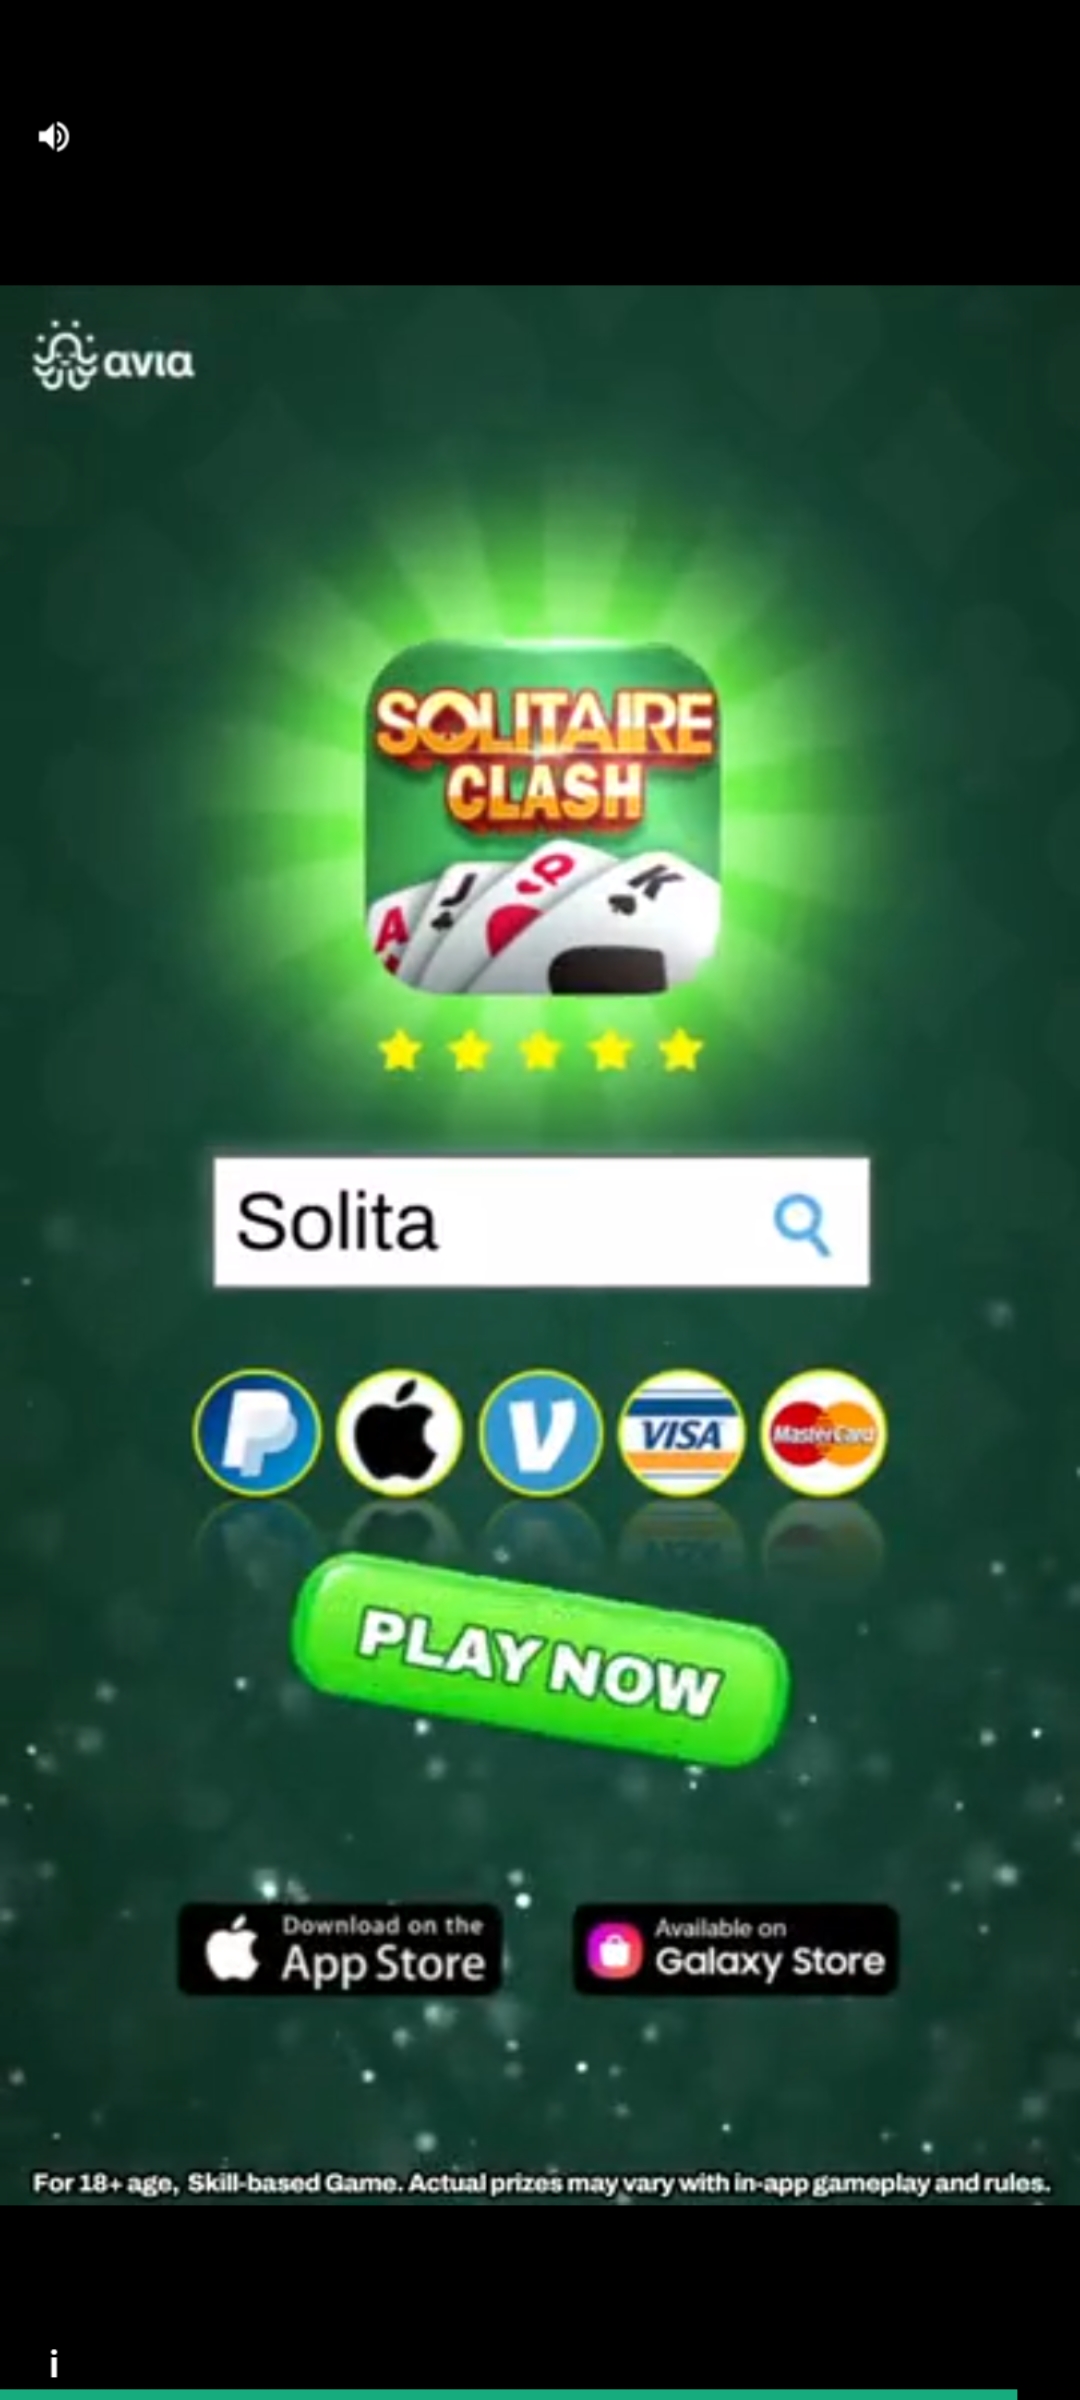 avia
SOLITAIRE
CLASH
A J Q K
Solita
P V VISA MasterCard
PLAY NOW
Download on the
App Store
Available on
Galaxy Store
For 18+ age, Skill-based Game. Actual prizes may vary with in-app gameplay and rules.
i